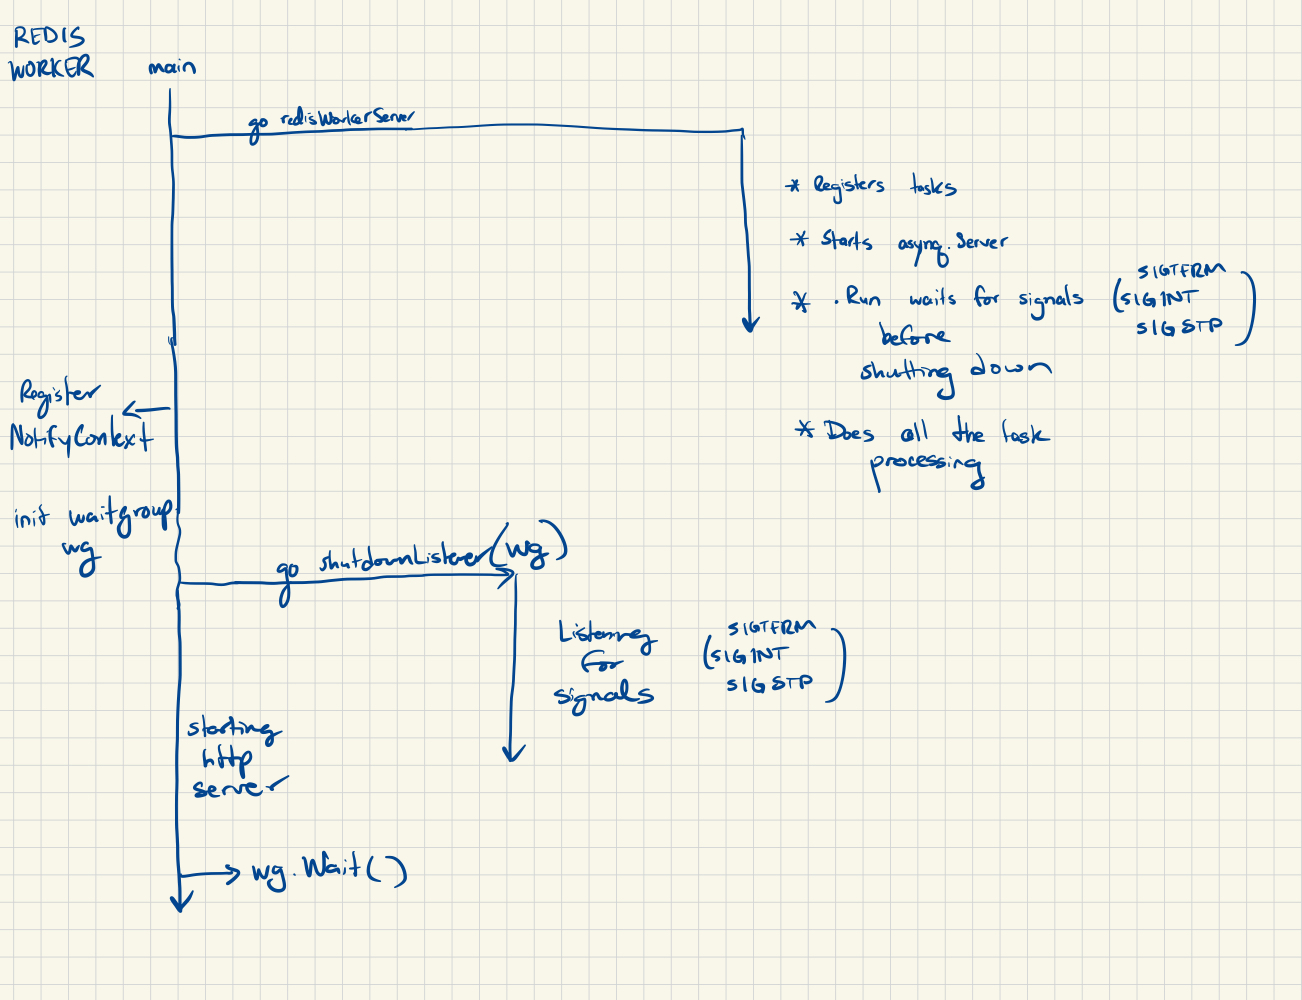 REDIS
WORKER
main
go redisWorkerServer
* Registers tasks
* Starts asynq.Server
* .Run waits for signals (SIGTERM
SIGINT
SIGSTP)
before
shutting down
* Does all the task
processing
Register
NotifyContext
init waitgroup
wg
go shutdownListener(wg)
Listening
for
signals
(SIGTERM
SIGINT
SIGSTP)
starting
http
server
wg.Wait()